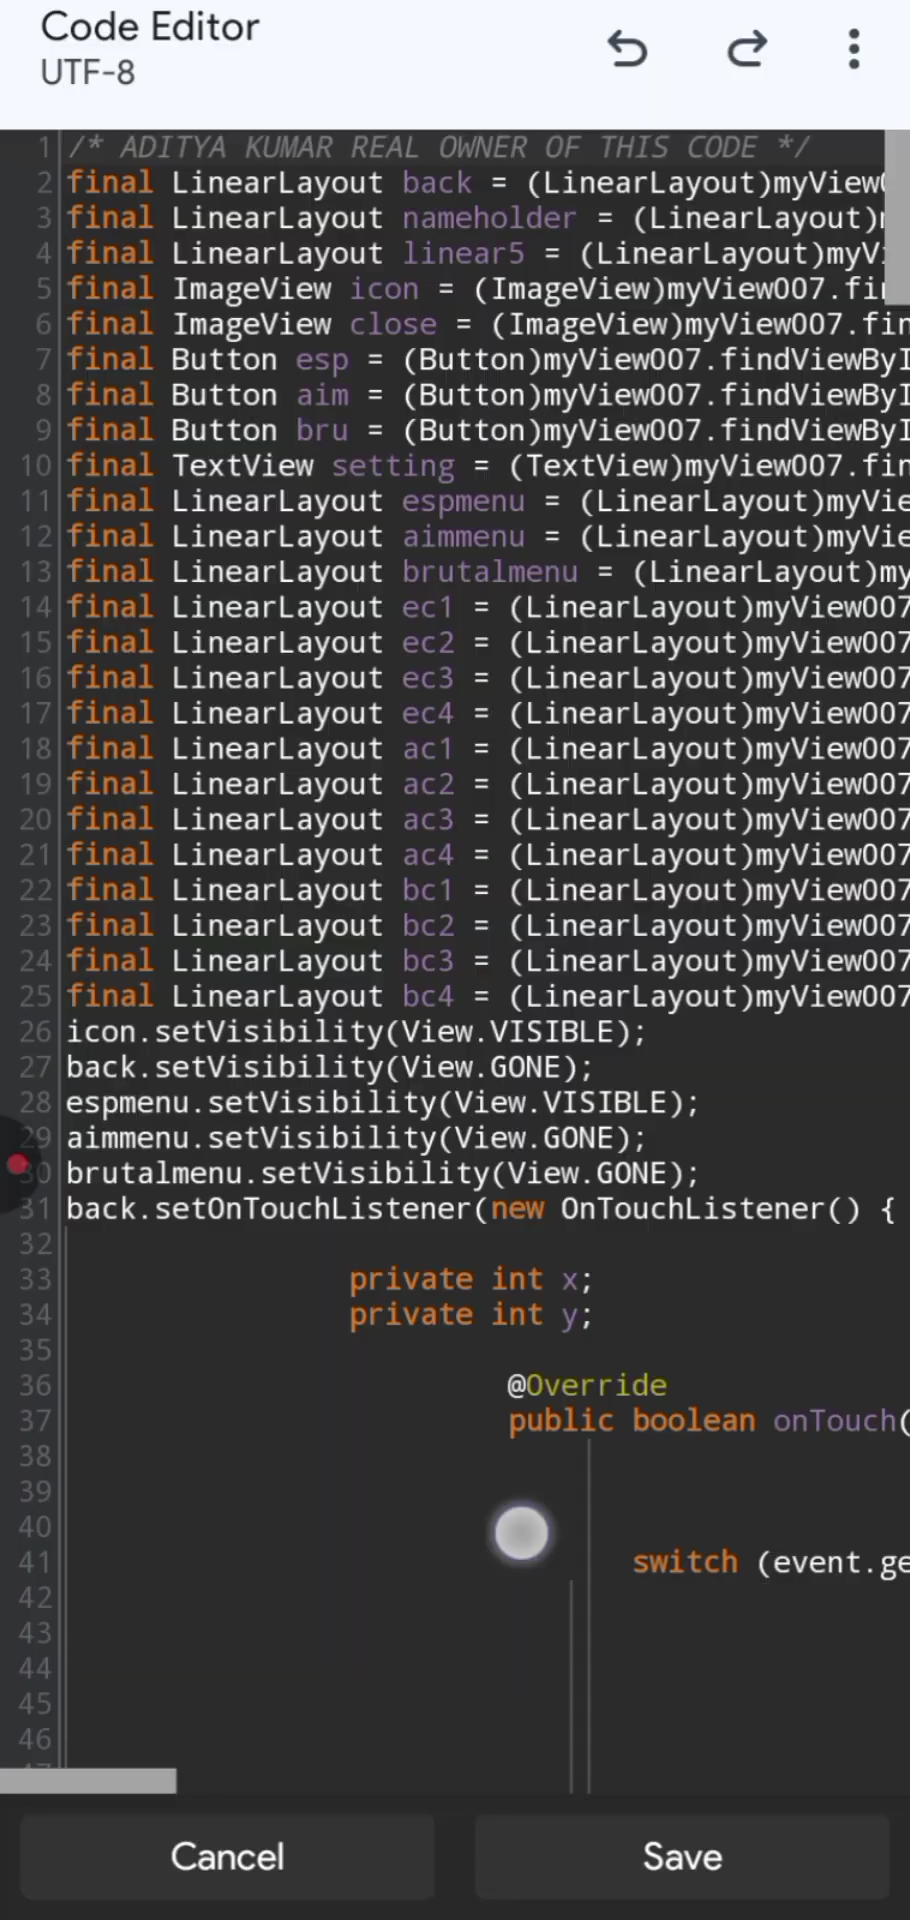 Code Editor
UTF-8
1 /* ADITYA KUMAR REAL OWNER OF THIS CODE */
2 final LinearLayout back = (LinearLayout)myView0
3 final LinearLayout nameholder = (LinearLayout)
4 final LinearLayout linear5 = (LinearLayout)myVi
5 final ImageView icon = (ImageView)myView007.fin
6 final ImageView close = (ImageView)myView007.fin
7 final Button esp = (Button)myView007.findViewByI
8 final Button aim = (Button)myView007.findViewByI
9 final Button bru = (Button)myView007.findViewByI
10 final TextView setting = (TextView)myView007.fin
11 final LinearLayout espmenu = (LinearLayout)myVie
12 final LinearLayout aimmenu = (LinearLayout)myVie
13 final LinearLayout brutalmenu = (LinearLayout)my
14 final LinearLayout ec1 = (LinearLayout)myView007
15 final LinearLayout ec2 = (LinearLayout)myView007
16 final LinearLayout ec3 = (LinearLayout)myView007
17 final LinearLayout ec4 = (LinearLayout)myView007
18 final LinearLayout ac1 = (LinearLayout)myView007
19 final LinearLayout ac2 = (LinearLayout)myView007
20 final LinearLayout ac3 = (LinearLayout)myView007
21 final LinearLayout ac4 = (LinearLayout)myView007
22 final LinearLayout bc1 = (LinearLayout)myView007
23 final LinearLayout bc2 = (LinearLayout)myView007
24 final LinearLayout bc3 = (LinearLayout)myView007
25 final LinearLayout bc4 = (LinearLayout)myView007
26 icon.setVisibility(View.VISIBLE);
27 back.setVisibility(View.GONE);
28 espmenu.setVisibility(View.VISIBLE);
29 aimmenu.setVisibility(View.GONE);
30 brutalmenu.setVisibility(View.GONE);
31 back.setOnTouchListener(new OnTouchListener() {
32
33 private int x;
34 private int y;
35
36 @Override
37 public boolean onTouch(
38
39
40
41 switch (event.ge
42
43
44
45
46
47
Cancel
Save